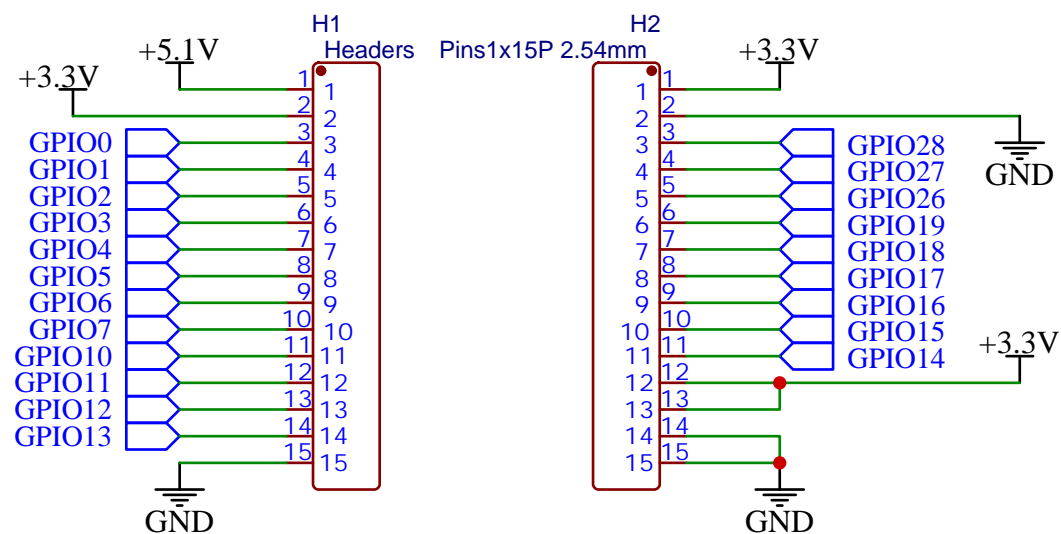 H1
Headers
H2
Pins1x15P 2.54mm
+5.1V
+3.3V
+3.3V
1 1 1 1
2 2 2 2
GPIO0 3 3 3 3 GPIO28
GPIO1 4 4 4 4 GPIO27
GPIO2 5 5 5 5 GPIO26
GND
GPIO3 6 6 6 6 GPIO19
GPIO4 7 7 7 7 GPIO18
GPIO5 8 8 8 8 GPIO17
GPIO6 9 9 9 9 GPIO16
GPIO7 10 10 10 10 GPIO15
GPIO10 11 11 11 11 GPIO14
+3.3V
GPIO11 12 12 12 12
GPIO12 13 13 13 13
GPIO13 14 14 14 14
15 15 15 15
GND
GND